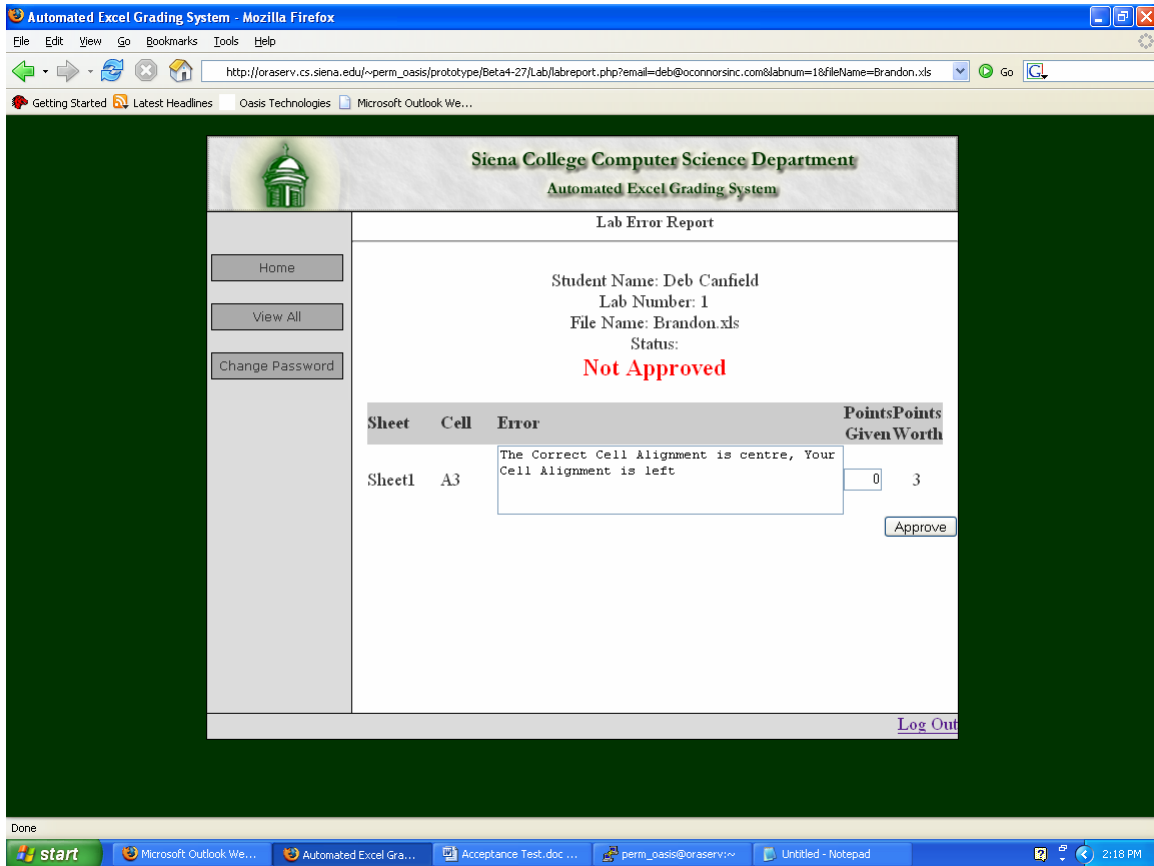 Automated Excel Grading System - Mozilla Firefox
File Edit View Go Bookmarks Tools Help
http://oraserv.cs.siena.edu/~perm_oasis/prototype/Beta4-27/Lab/labreport.php?email=deb@oconnorsinc.com&labnum=1&fileName=Brandon.xls Go G
Getting Started Latest Headlines Oasis Technologies Microsoft Outlook We...
Siena College Computer Science Department
Automated Excel Grading System
Lab Error Report
Home
View All
Change Password
Student Name: Deb Canfield
Lab Number: 1
File Name: Brandon.xls
Status:
Not Approved
Sheet Cell Error Points Given Points Worth
Sheet1 A3 The Correct Cell Alignment is centre, Your
Cell Alignment is left
0 3
Approve
Log Out
Done
start Microsoft Outlook We... Automated Excel Gra... Acceptance Test.doc ... perm_oasis@oraserv:~ Untitled - Notepad 2:18 PM